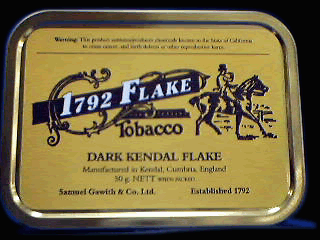 Warning: This product contains/produces chemicals known to the State of California
to cause cancer, and birth defects or other reproductive harm.
1792 FLAKE
Tobacco
DARK KENDAL FLAKE
Manufactured in Kendal, Cumbria, England
50 g. NETT WHEN PACKED
Samuel Gawith & Co. Ltd. Established 1792